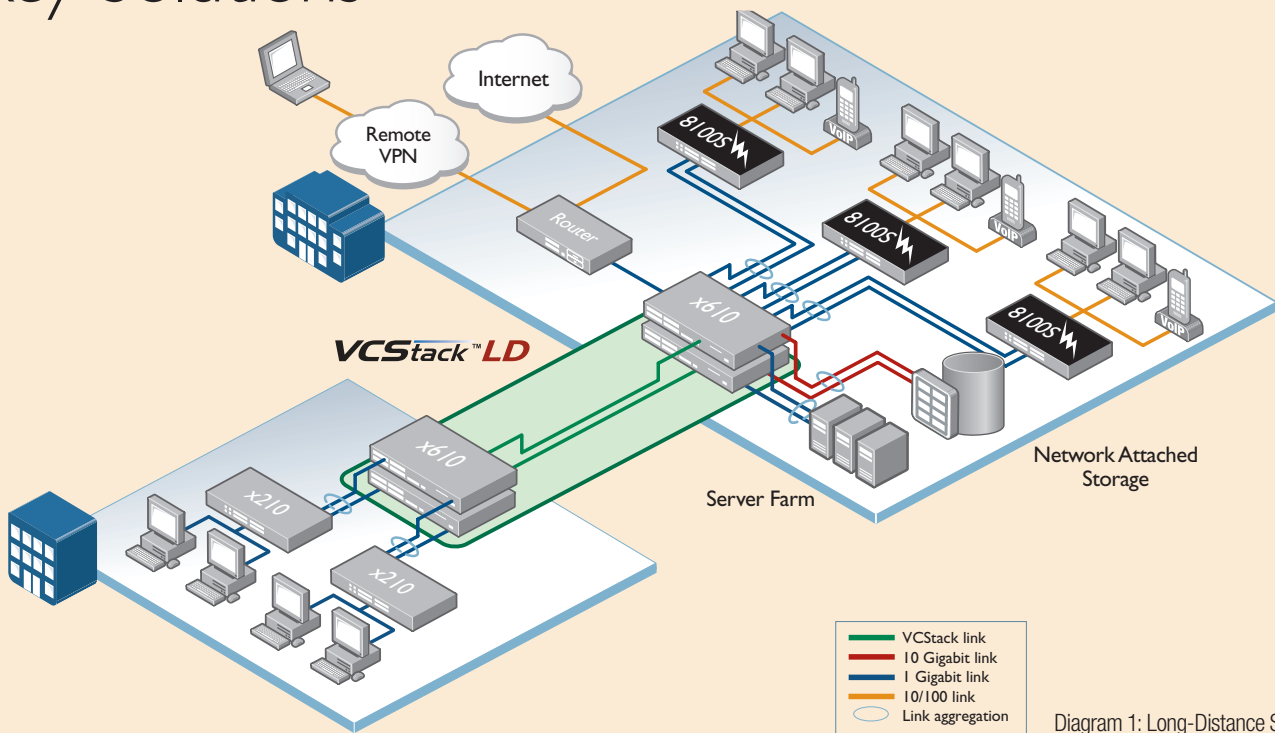 Solutions
Internet
Remote
VPN
Router
8100S
VoIP
8100S
VoIP
8100S
VoIP
x610
VCStack™LD
x610
x210
x210
Server Farm
Network Attached
Storage
VCStack link
10 Gigabit link
1 Gigabit link
10/100 link
Link aggregation
Diagram 1: Long-Distance